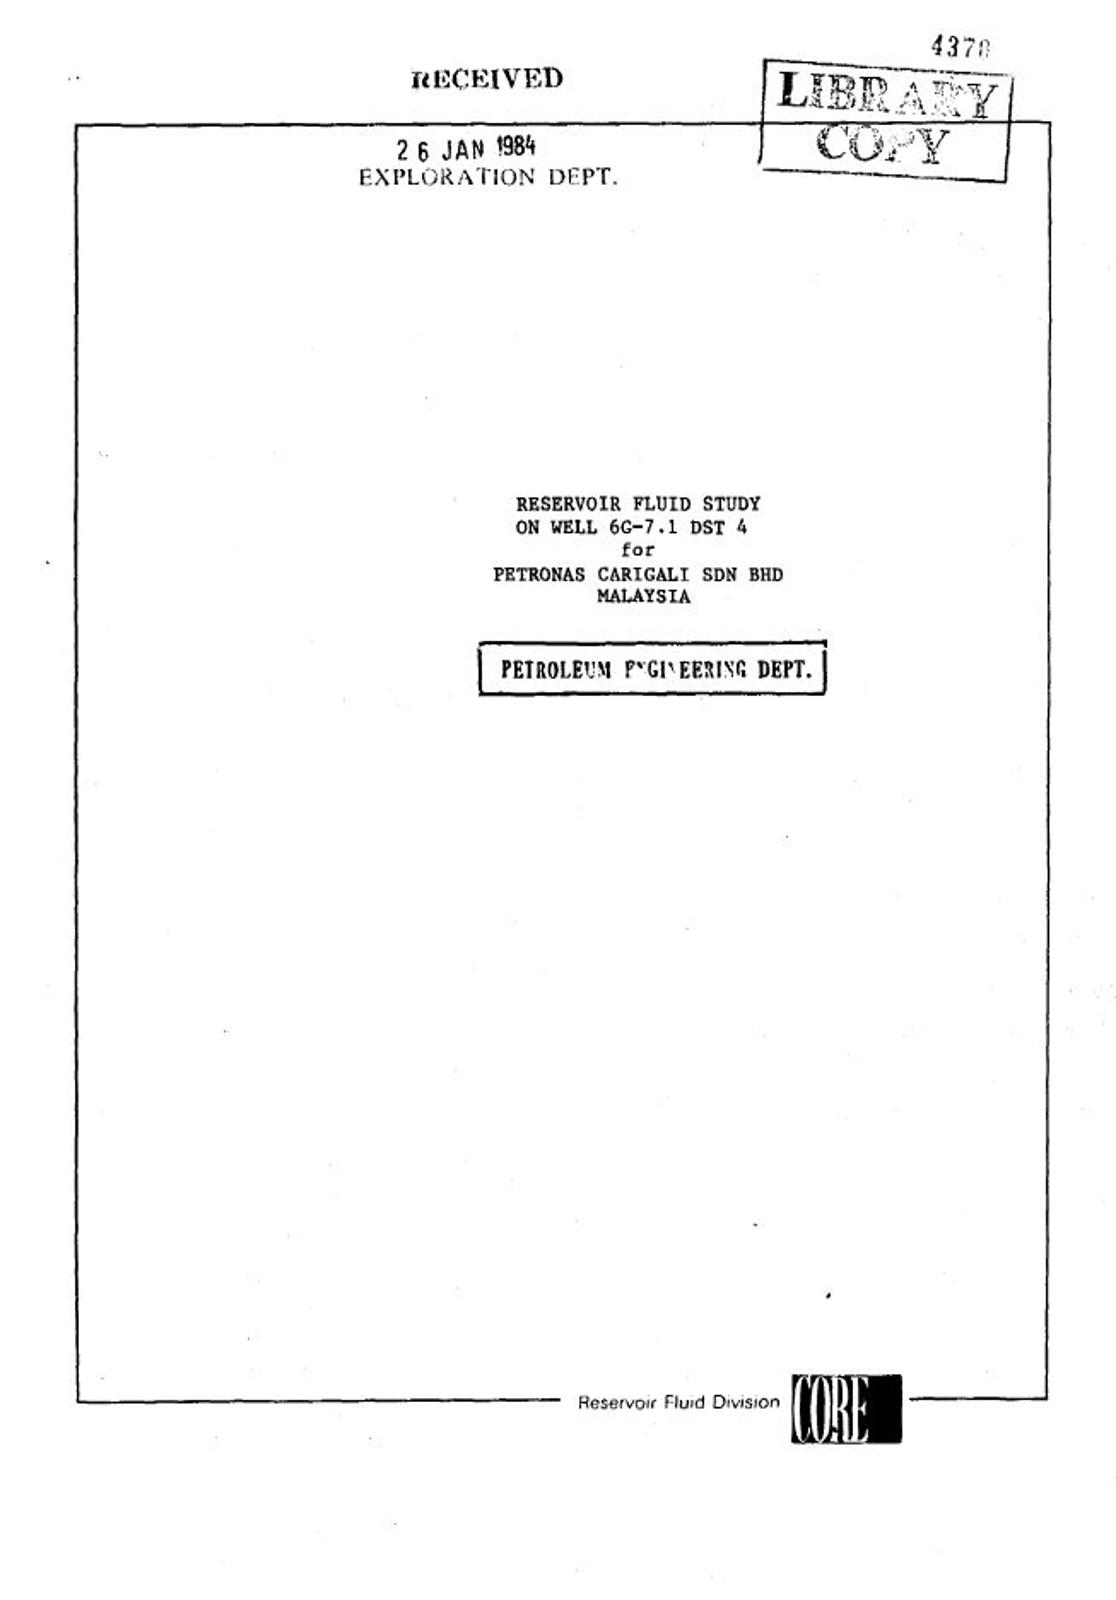 RECEIVED
LIBRARY
COPY
26 JAN 1984
EXPLORATION DEPT.
RESERVOIR FLUID STUDY
ON WELL 6G-7.1 DST 4
for
PETRONAS CARIGALI SDN BHD
MALAYSIA
PETROLEUM ENGINEERING DEPT.
Reservoir Fluid Division
CORE